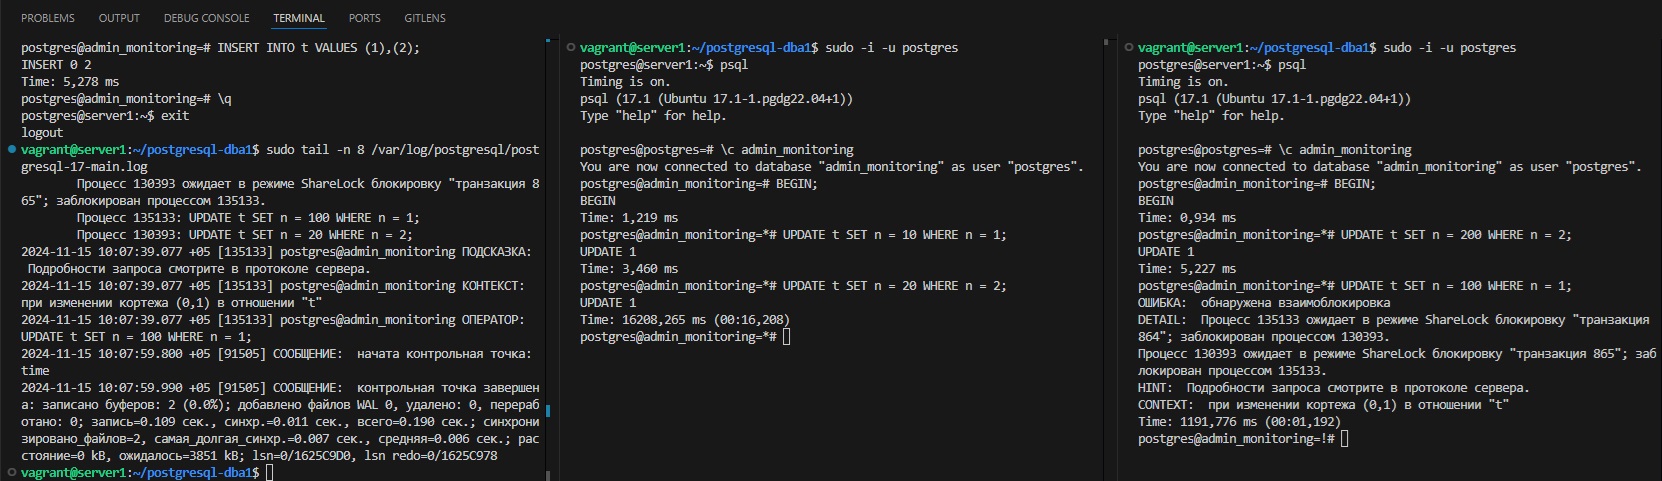 PROBLEMS OUTPUT DEBUG CONSOLE TERMINAL PORTS GITLENS
postgres@admin_monitoring=# INSERT INTO t VALUES (1),(2);
INSERT 0 2
Time: 5,278 ms
postgres@admin_monitoring=# \q
postgres@server1:~$ exit
logout
vagrant@server1:~/postgresql-dba1$ sudo tail -n 8 /var/log/postgresql/post
gresql-17-main.log
Процесс 130393 ожидает в режиме ShareLock блокировку "транзакция 8
65"; заблокирован процессом 135133.
Процесс 135133: UPDATE t SET n = 100 WHERE n = 1;
Процесс 130393: UPDATE t SET n = 20 WHERE n = 2;
2024-11-15 10:07:39.077 +05 [135133] postgres@admin_monitoring ПОДСКАЗКА:
Подробности запроса смотрите в протоколе сервера.
2024-11-15 10:07:39.077 +05 [135133] postgres@admin_monitoring КОНТЕКСТ:
при изменении кортежа (0,1) в отношении "t"
2024-11-15 10:07:39.077 +05 [135133] postgres@admin_monitoring ОПЕРАТОР:
UPDATE t SET n = 100 WHERE n = 1;
2024-11-15 10:07:59.800 +05 [91505] СООБЩЕНИЕ:  начата контрольная точка:
time
2024-11-15 10:07:59.990 +05 [91505] СООБЩЕНИЕ:  контрольная точка завершен
а: записано буферов: 2 (0.0%); добавлено файлов WAL 0, удалено: 0, перераб
отано: 0; запись=0.109 сек., синхр.=0.011 сек., всего=0.190 сек.; синхрони
зировано_файлов=2, самая_долгая_синхр.=0.007 сек., средняя=0.006 сек.; рас
стояние=0 kB, ожидалось=3851 kB; lsn=0/1625C9D0, lsn redo=0/1625C978
vagrant@server1:~/postgresql-dba1$
vagrant@server1:~/postgresql-dba1$ sudo -i -u postgres
postgres@server1:~$ psql
Timing is on.
psql (17.1 (Ubuntu 17.1-1.pgdg22.04+1))
Type "help" for help.
postgres@postgres=# \c admin_monitoring
You are now connected to database "admin_monitoring" as user "postgres".
postgres@admin_monitoring=# BEGIN;
BEGIN
Time: 1,219 ms
postgres@admin_monitoring=*# UPDATE t SET n = 10 WHERE n = 1;
UPDATE 1
Time: 3,460 ms
postgres@admin_monitoring=*# UPDATE t SET n = 20 WHERE n = 2;
UPDATE 1
Time: 16208,265 ms (00:16,208)
postgres@admin_monitoring=*#
vagrant@server1:~/postgresql-dba1$ sudo -i -u postgres
postgres@server1:~$ psql
Timing is on.
psql (17.1 (Ubuntu 17.1-1.pgdg22.04+1))
Type "help" for help.
postgres@postgres=# \c admin_monitoring
You are now connected to database "admin_monitoring" as user "postgres".
postgres@admin_monitoring=# BEGIN;
BEGIN
Time: 0,934 ms
postgres@admin_monitoring=*# UPDATE t SET n = 200 WHERE n = 2;
UPDATE 1
Time: 5,227 ms
postgres@admin_monitoring=*# UPDATE t SET n = 100 WHERE n = 1;
ОШИБКА:  обнаружена взаимоблокировка
DETAIL:  Процесс 135133 ожидает в режиме ShareLock блокировку "транзакция
864"; заблокирован процессом 130393.
Процесс 130393 ожидает в режиме ShareLock блокировку "транзакция 865"; заб
локирован процессом 135133.
HINT:  Подробности запроса смотрите в протоколе сервера.
CONTEXT:  при изменении кортежа (0,1) в отношении "t"
Time: 1191,776 ms (00:01,192)
postgres@admin_monitoring=!#